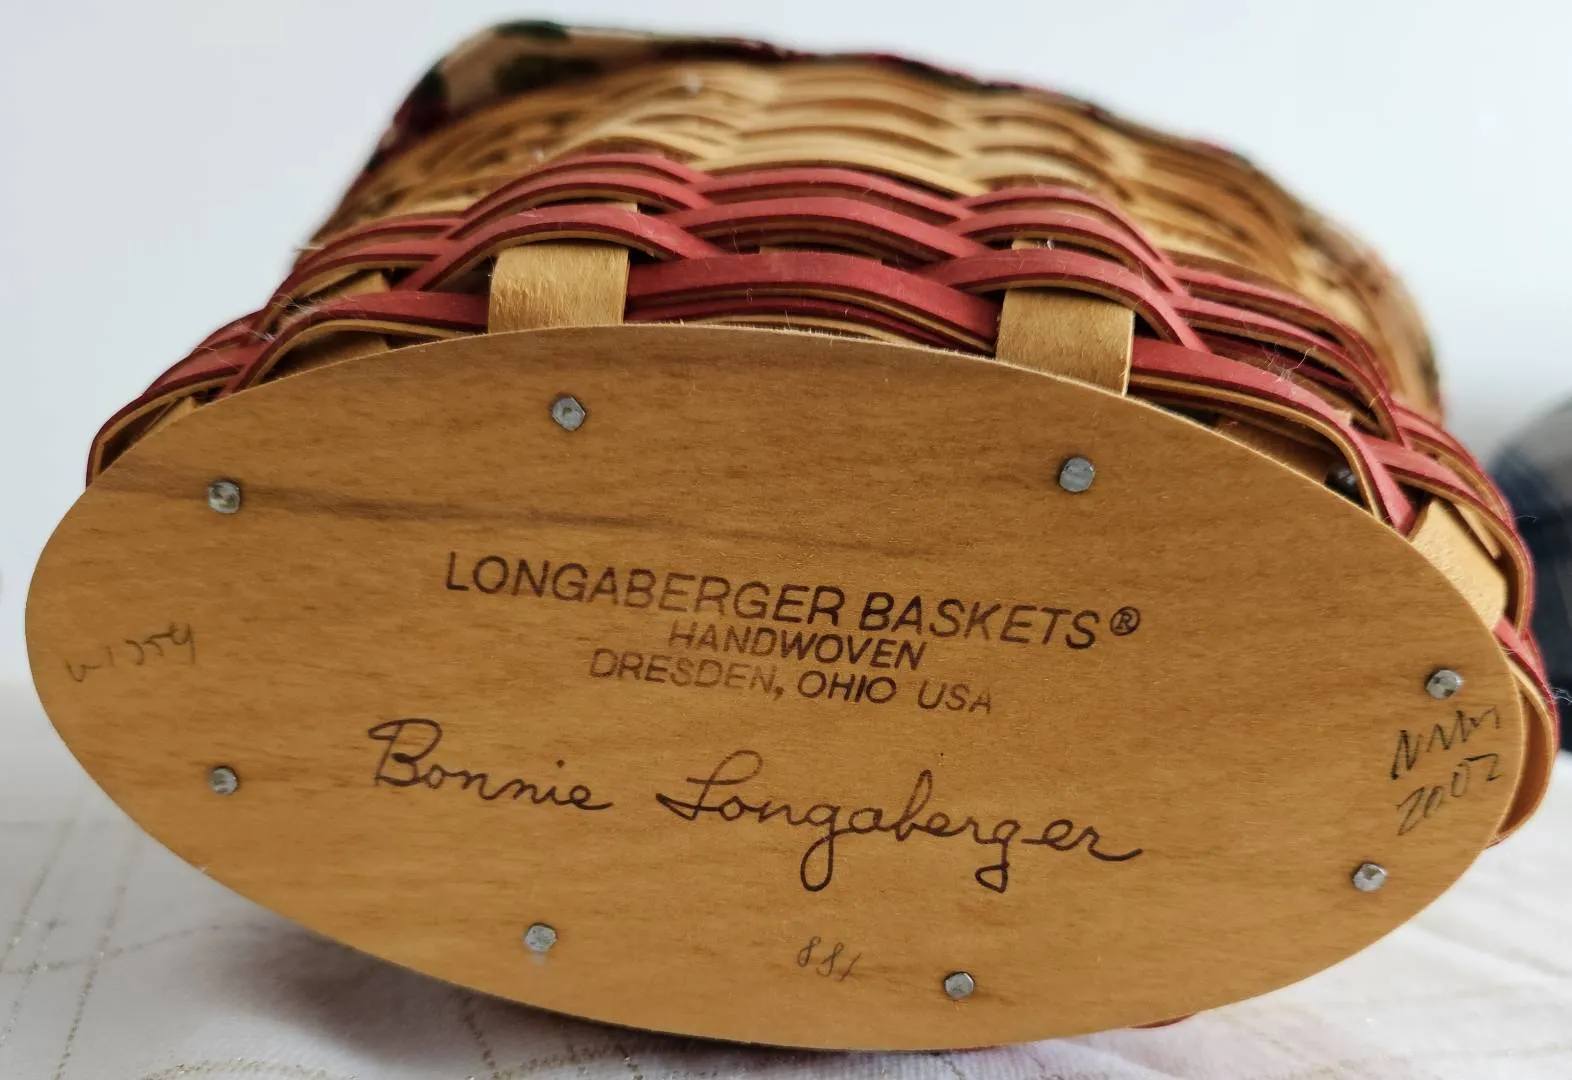 LONGABERGER BASKETS®
HANDWOVEN
DRESDEN, OHIO USA
Bonnie Longaberger
2002